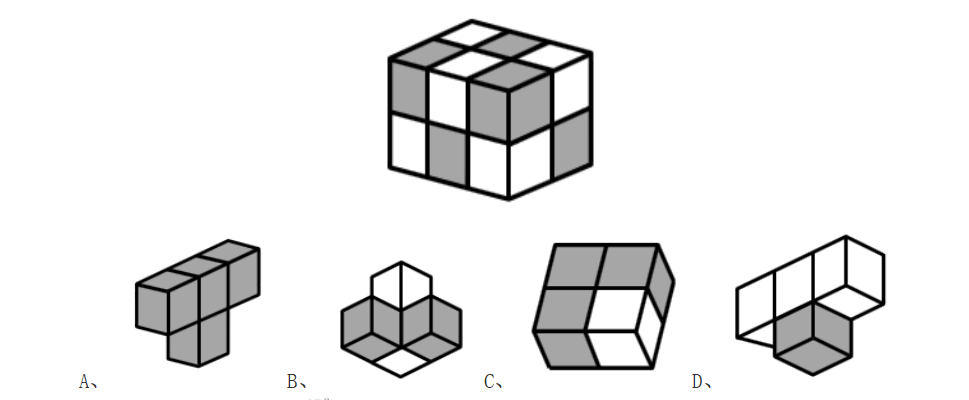 A、 B、 C、 D、